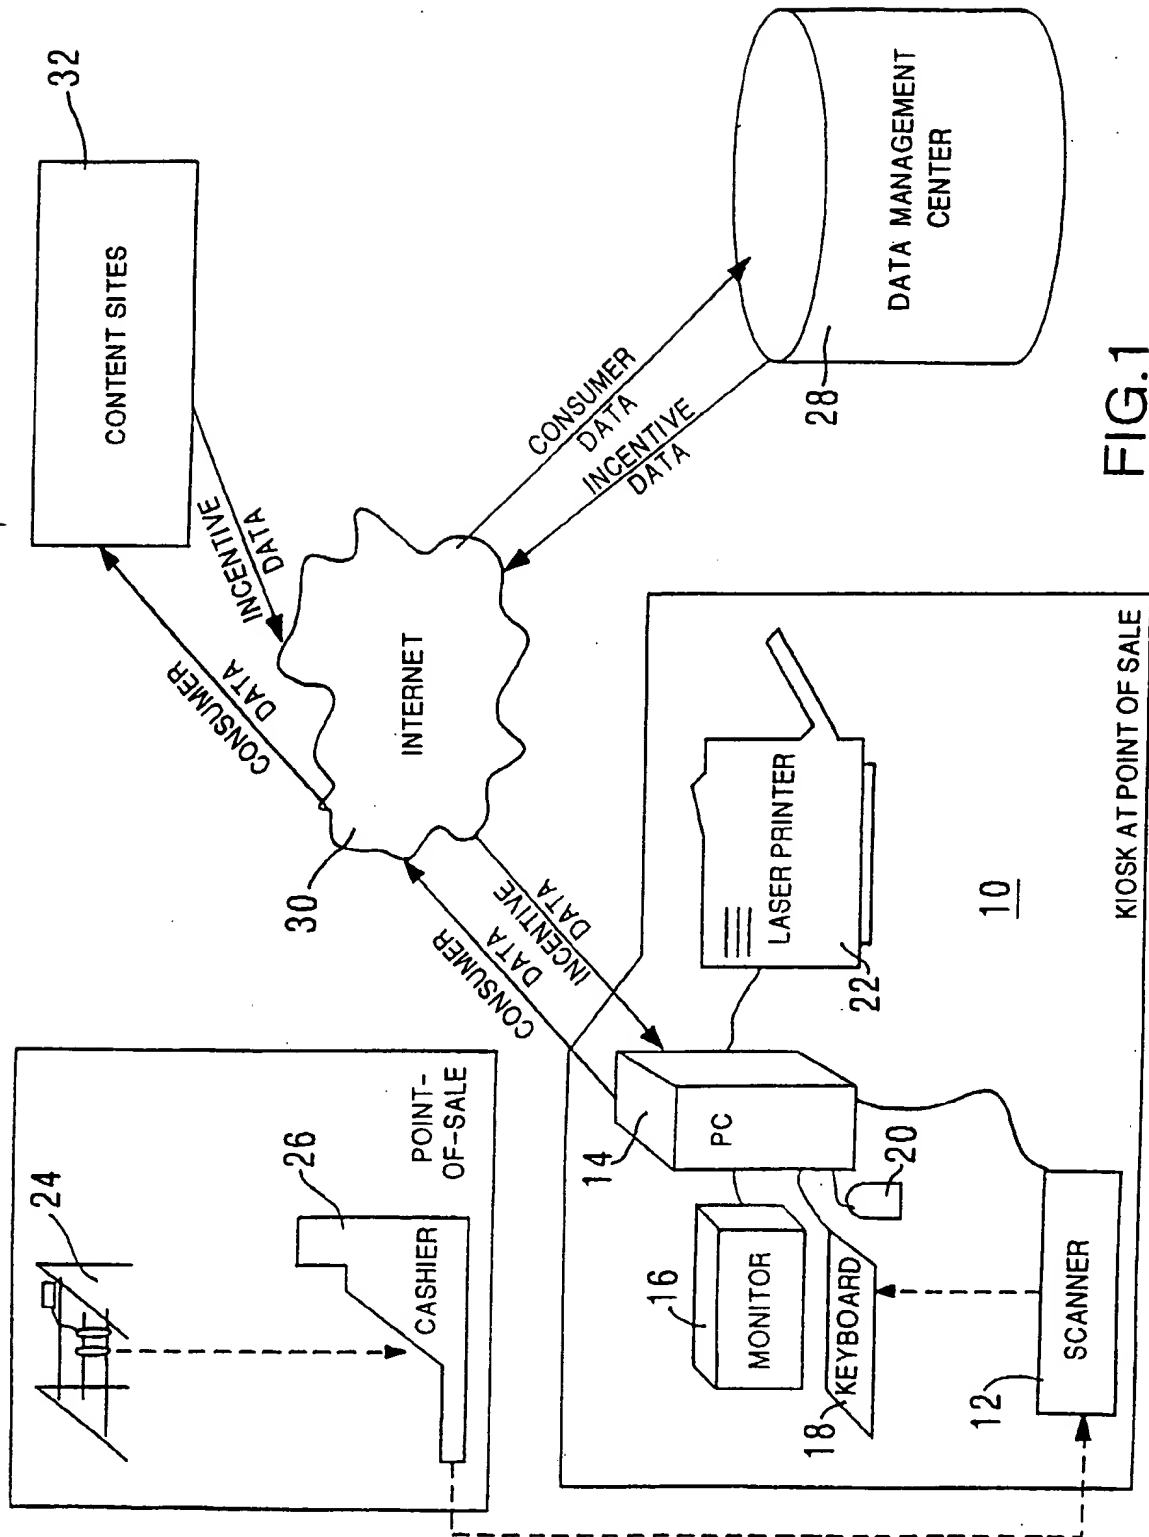 32
CONTENT SITES
INCENTIVE
DATA
CONSUMER
DATA
INTERNET
30
CONSUMER
DATA
INCENTIVE
DATA
28
DATA MANAGEMENT
CENTER
CONSUMER
DATA
INCENTIVE
DATA
24
26
CASHIER
POINT-
OF-SALE
14
PC
16
MONITOR
18
KEYBOARD
20
12
SCANNER
LASER PRINTER
22
10
KIOSK AT POINT OF SALE
FIG.1